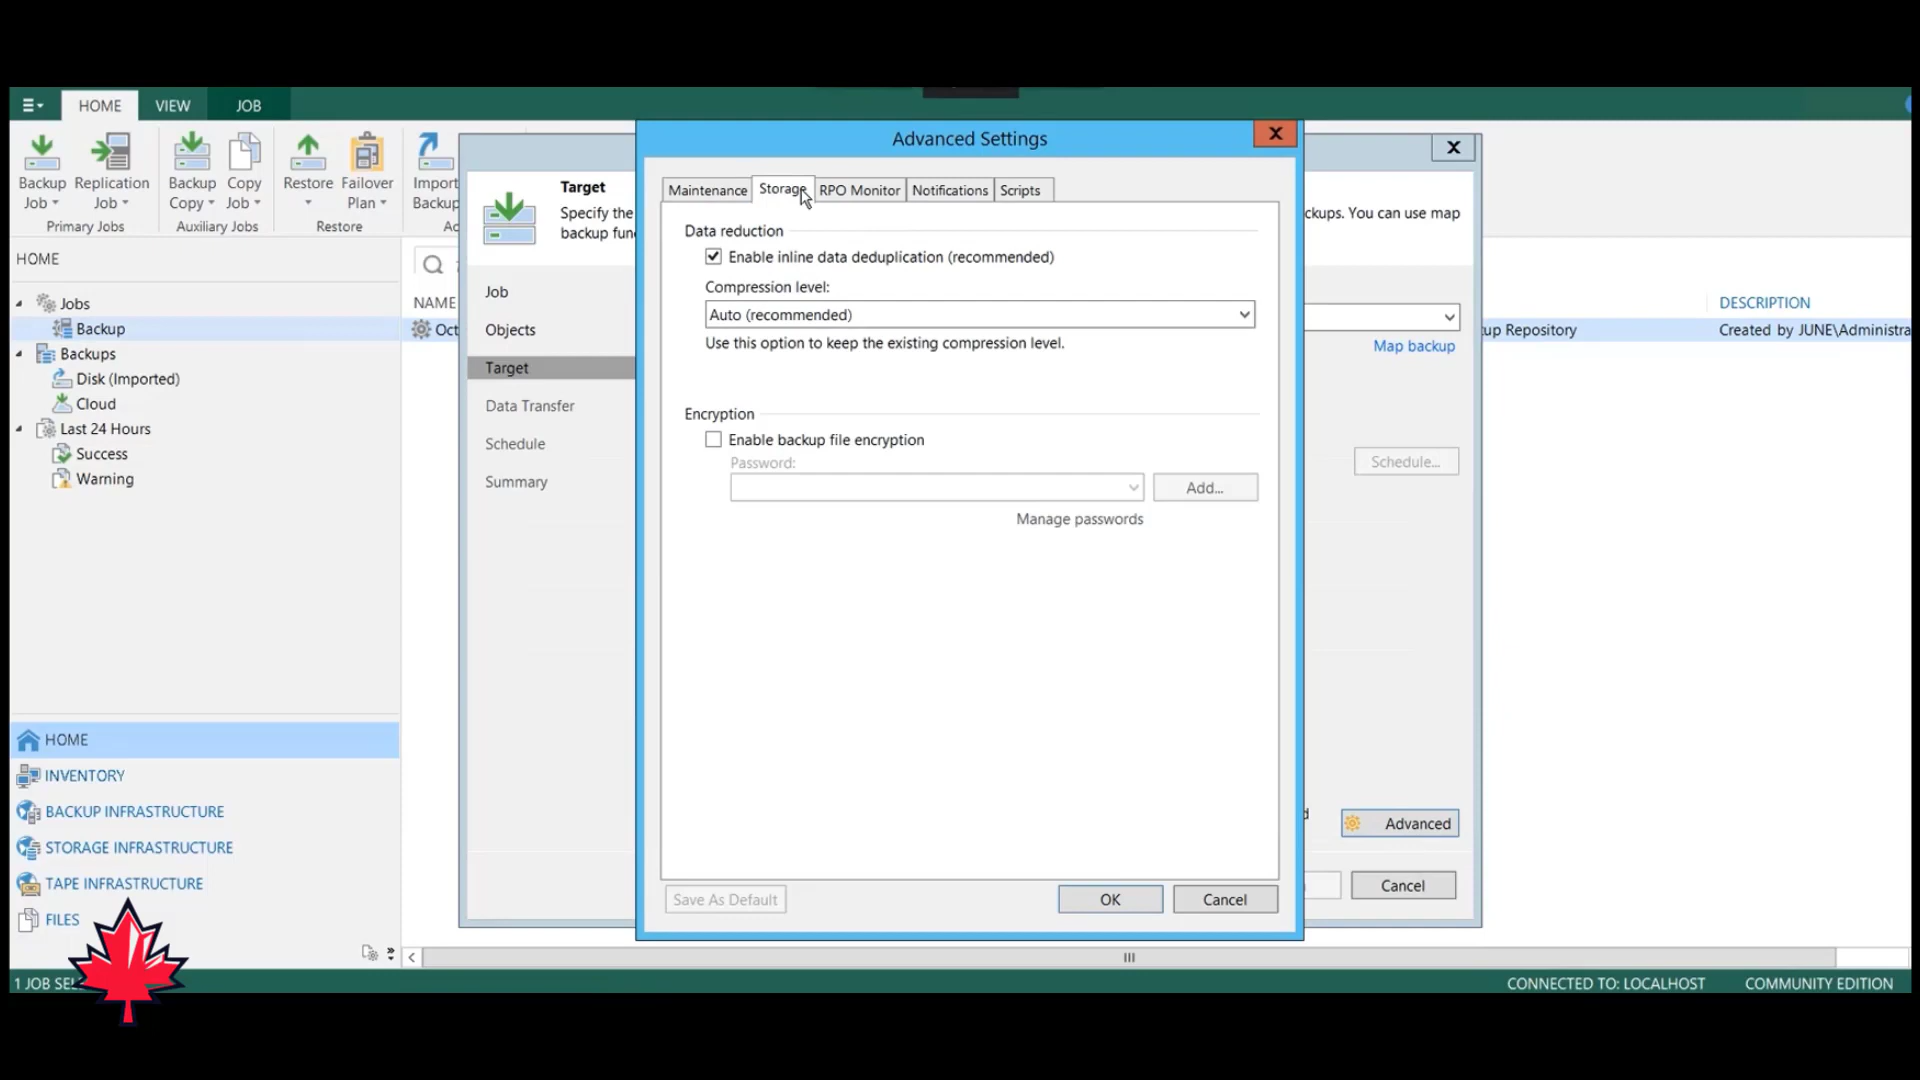 HOME
VIEW
JOB
Backup Job
Replication Job
Primary Jobs
Backup Copy
Copy Job
Auxiliary Jobs
Restore
Failover Plan
Restore
Import Backup
Ac
HOME
Jobs
Backup
Backups
Disk (Imported)
Cloud
Last 24 Hours
Success
Warning
HOME
INVENTORY
BACKUP INFRASTRUCTURE
STORAGE INFRASTRUCTURE
TAPE INFRASTRUCTURE
FILES
NAME
DESCRIPTION
Oct
up Repository
Created by JUNE\Administra
Target
Specify the
backup fun
ckups. You can use map
Job
Objects
Target
Data Transfer
Schedule
Summary
Map backup
Schedule...
Advanced
Cancel
Advanced Settings
X
X
Maintenance
Storage
RPO Monitor
Notifications
Scripts
Data reduction
Enable inline data deduplication (recommended)
Compression level:
Auto (recommended)
Use this option to keep the existing compression level.
Encryption
Enable backup file encryption
Password:
Add...
Manage passwords
Save As Default
OK
Cancel
1 JOB SEL
CONNECTED TO: LOCALHOST
COMMUNITY EDITION